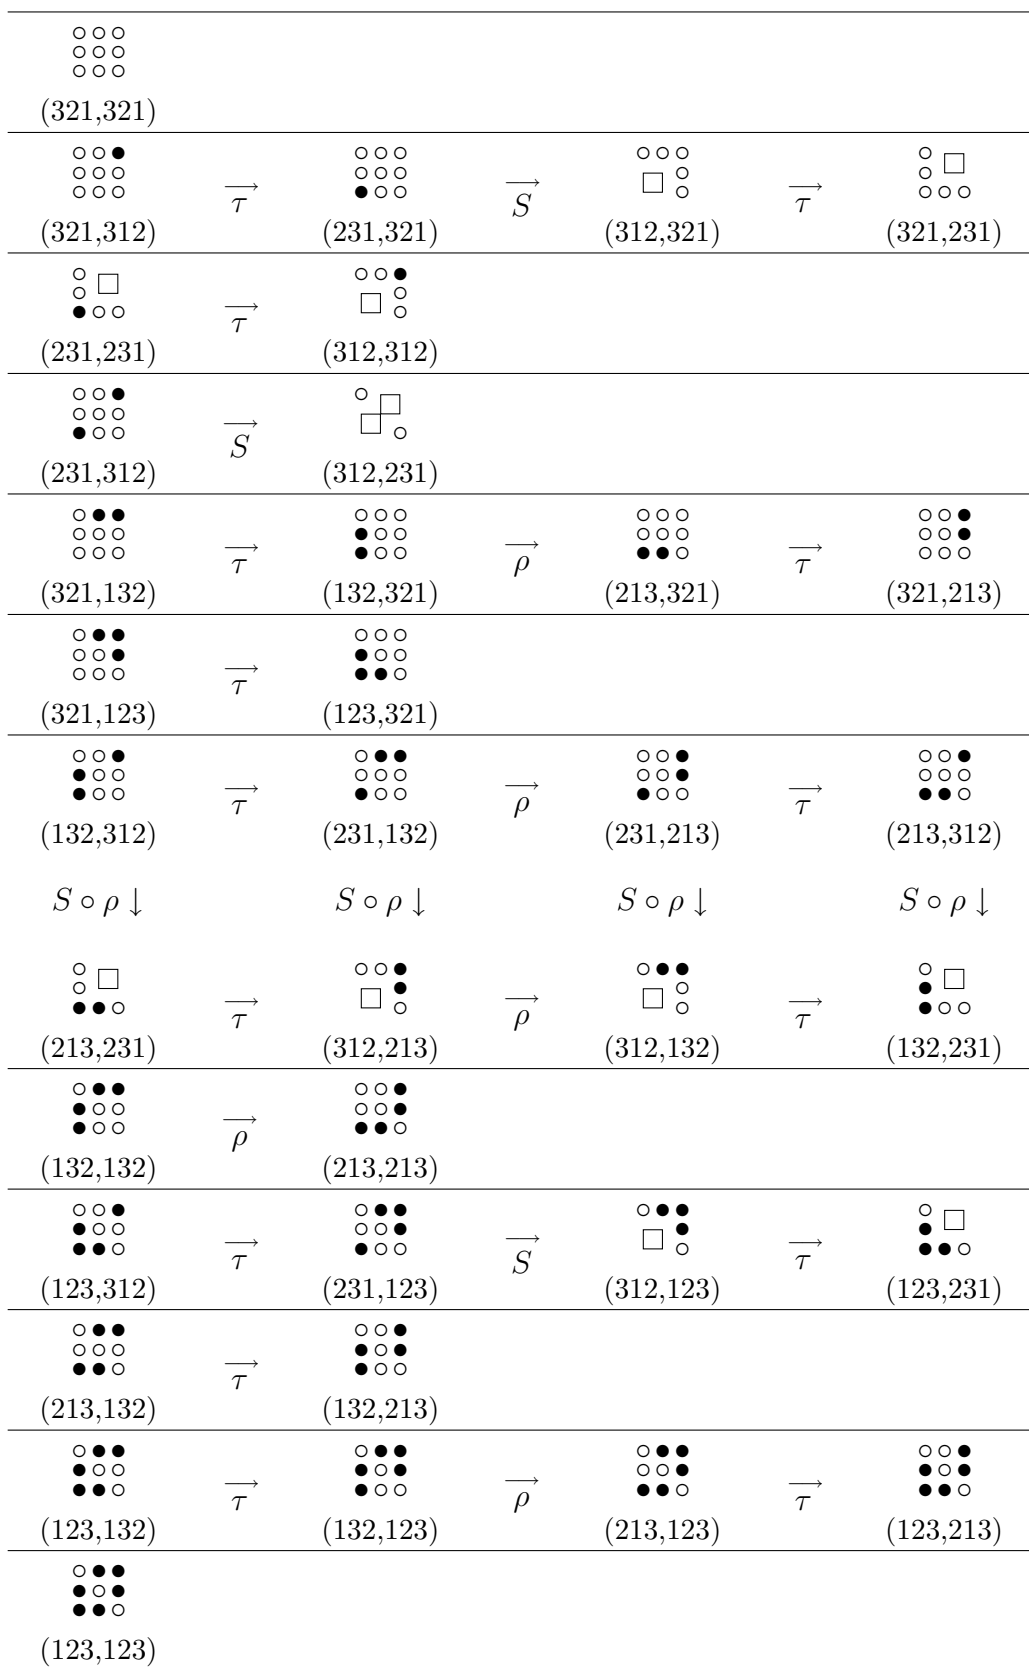 (321,321)
τ S τ
(321,312) (231,321) (312,321) (321,231)
τ
(231,231) (312,312)
S
(231,312) (312,231)
τ ρ τ
(321,132) (132,321) (213,321) (321,213)
τ
(321,123) (123,321)
τ ρ τ
(132,312) (231,132) (231,213) (213,312)
S ∘ ρ ↓ S ∘ ρ ↓ S ∘ ρ ↓ S ∘ ρ ↓
τ ρ τ
(213,231) (312,213) (312,132) (132,231)
ρ
(132,132) (213,213)
τ S τ
(123,312) (231,123) (312,123) (123,231)
τ
(213,132) (132,213)
τ ρ τ
(123,132) (132,123) (213,123) (123,213)
(123,123)